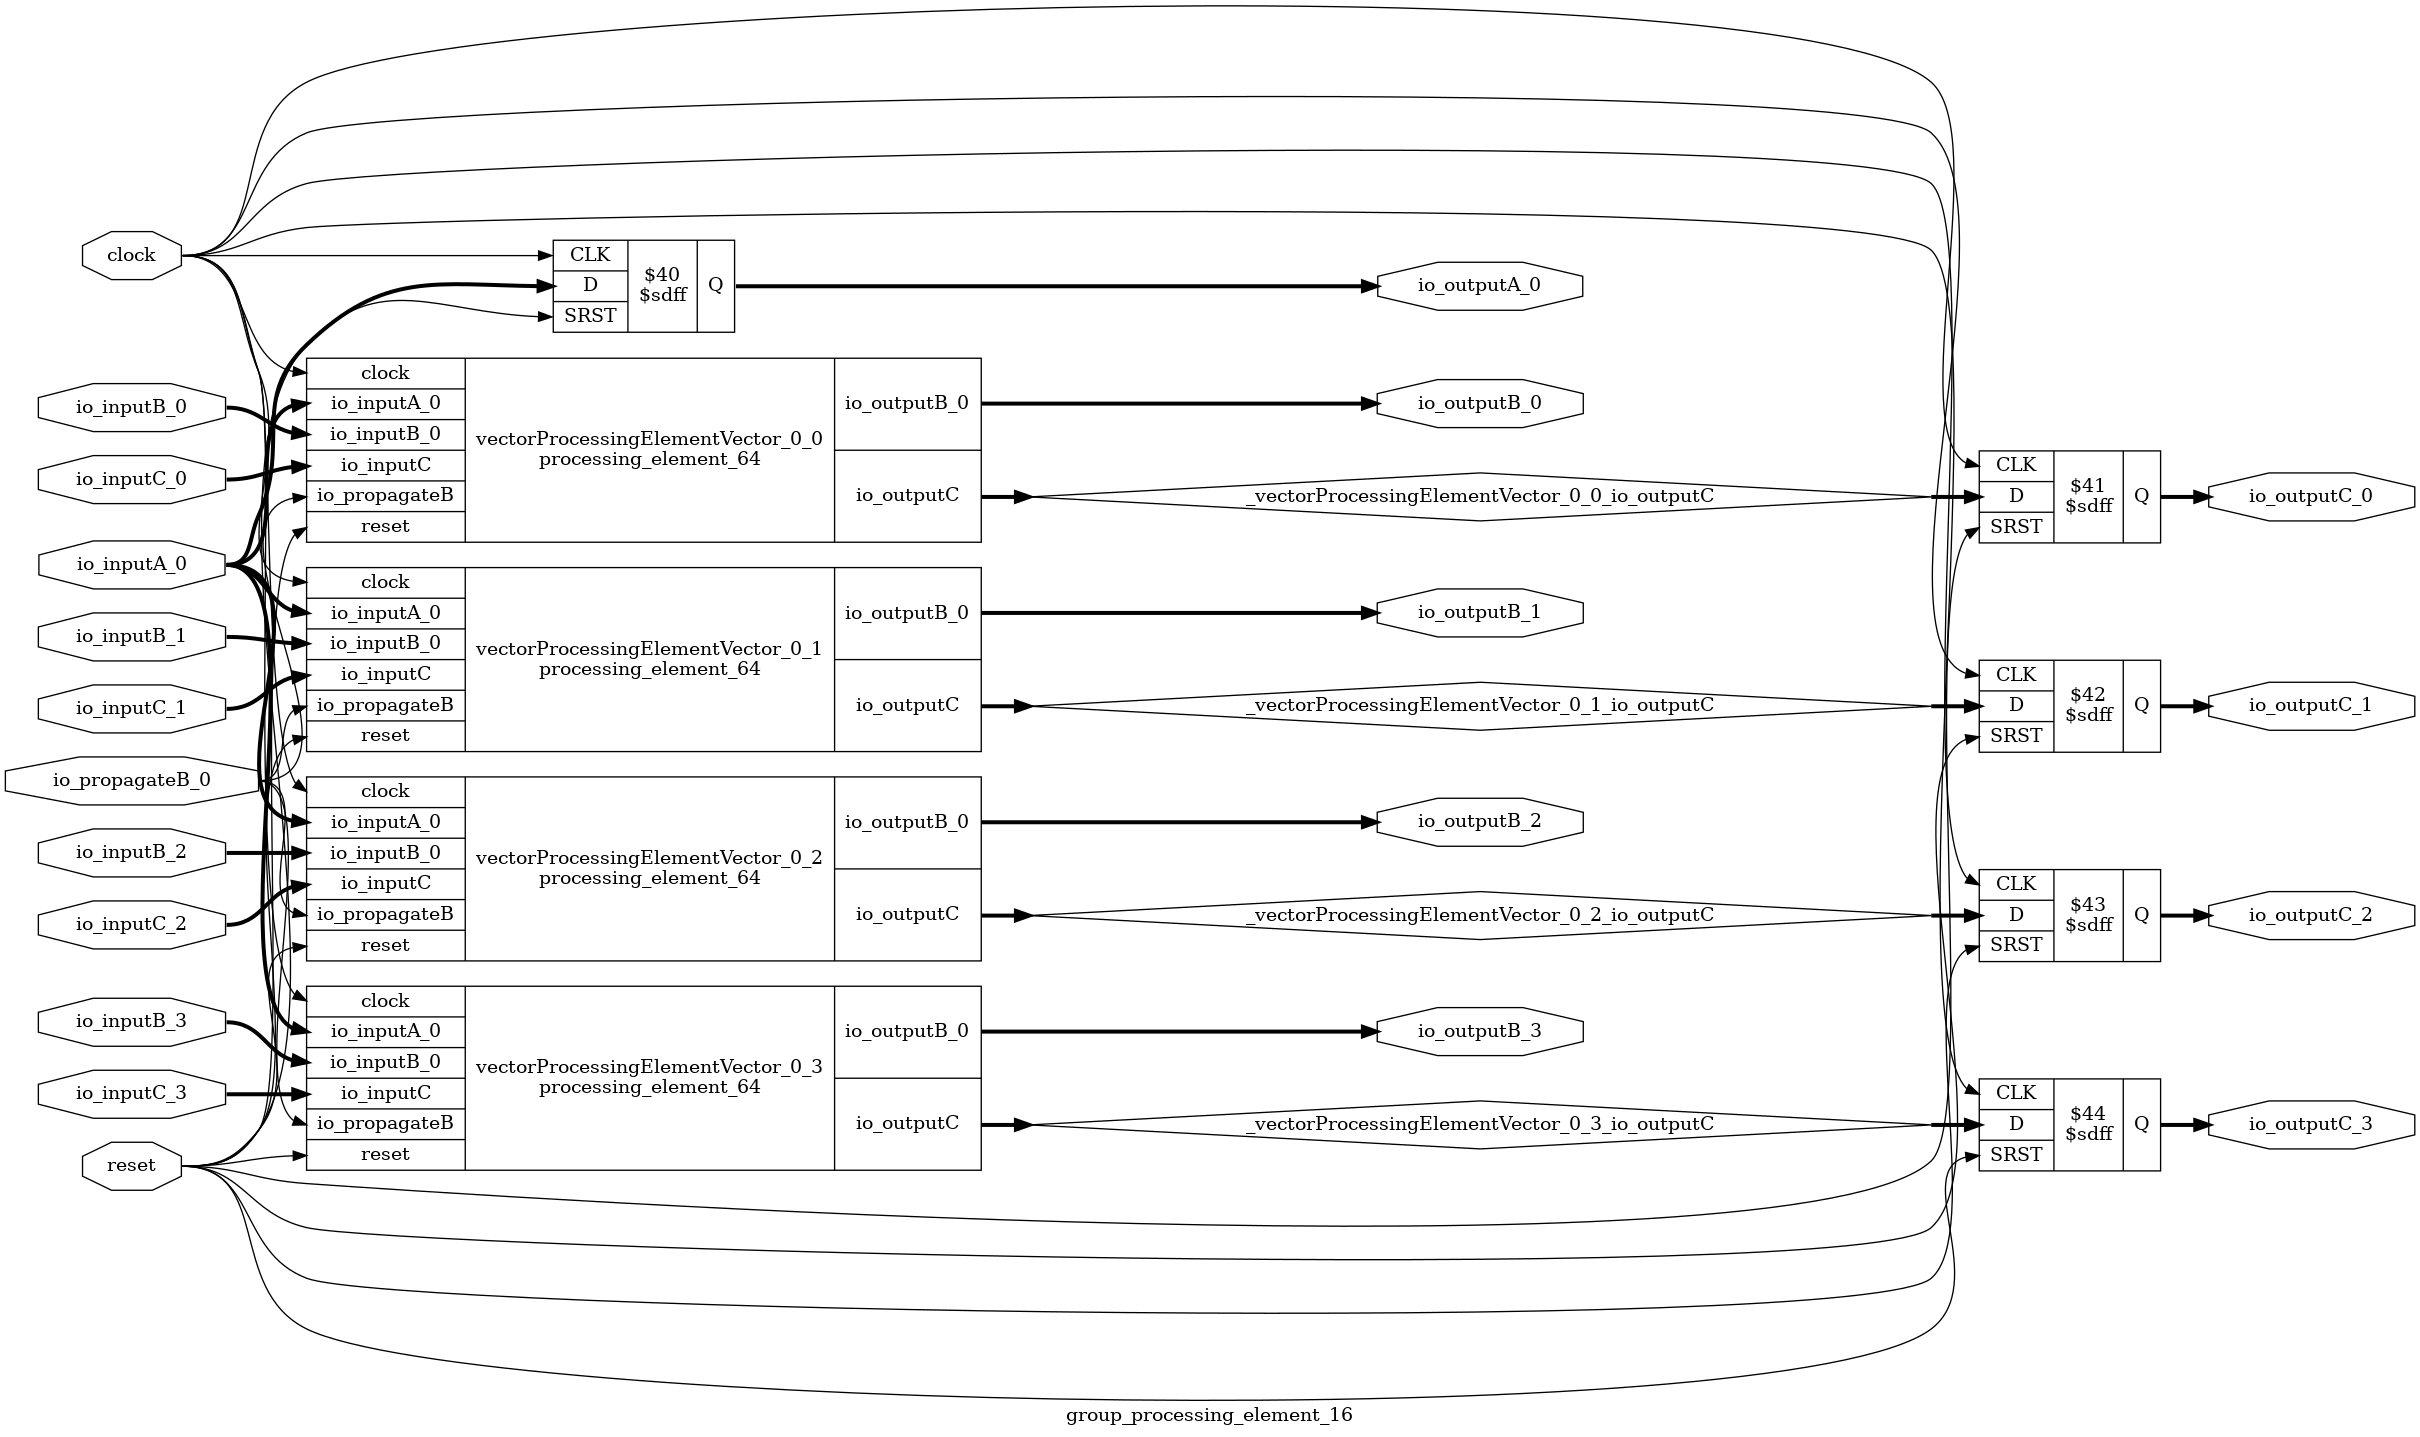 clock
io_inputB_0
io_inputC_0
io_inputA_0
io_inputB_1
io_inputC_1
io_propagateB_0
io_inputB_2
io_inputC_2
io_inputB_3
io_inputC_3
reset
CLK
D
SRST
$40
$sdff
Q
io_outputA_0
clock
io_inputA_0
io_inputB_0
io_inputC
io_propagateB
reset
vectorProcessingElementVector_0_0
processing_element_64
io_outputB_0
io_outputC
io_outputB_0
_vectorProcessingElementVector_0_0_io_outputC
CLK
D
SRST
$41
$sdff
Q
io_outputC_0
clock
io_inputA_0
io_inputB_0
io_inputC
io_propagateB
reset
vectorProcessingElementVector_0_1
processing_element_64
io_outputB_0
io_outputC
io_outputB_1
_vectorProcessingElementVector_0_1_io_outputC
CLK
D
SRST
$42
$sdff
Q
io_outputC_1
clock
io_inputA_0
io_inputB_0
io_inputC
io_propagateB
reset
vectorProcessingElementVector_0_2
processing_element_64
io_outputB_0
io_outputC
io_outputB_2
_vectorProcessingElementVector_0_2_io_outputC
CLK
D
SRST
$43
$sdff
Q
io_outputC_2
clock
io_inputA_0
io_inputB_0
io_inputC
io_propagateB
reset
vectorProcessingElementVector_0_3
processing_element_64
io_outputB_0
io_outputC
io_outputB_3
_vectorProcessingElementVector_0_3_io_outputC
CLK
D
SRST
$44
$sdff
Q
io_outputC_3
group_processing_element_16